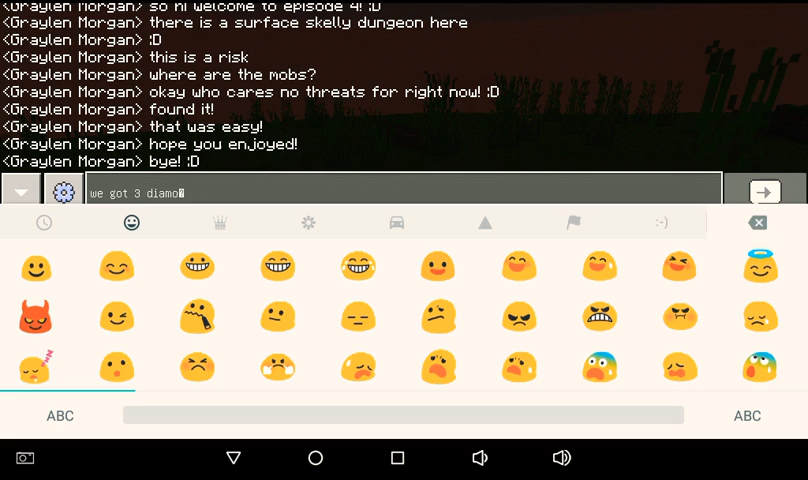 <Graylen Morgan> so hi welcome to episode 4! :D
<Graylen Morgan> there is a surface skelly dungeon here
<Graylen Morgan> :D
<Graylen Morgan> this is a risk
<Graylen Morgan> where are the mobs?
<Graylen Morgan> okay who cares no threats for right now! :D
<Graylen Morgan> found it!
<Graylen Morgan> that was easy!
<Graylen Morgan> hope you enjoyed!
<Graylen Morgan> bye! :D
we got 3 diamo
:-)
ABC
ABC